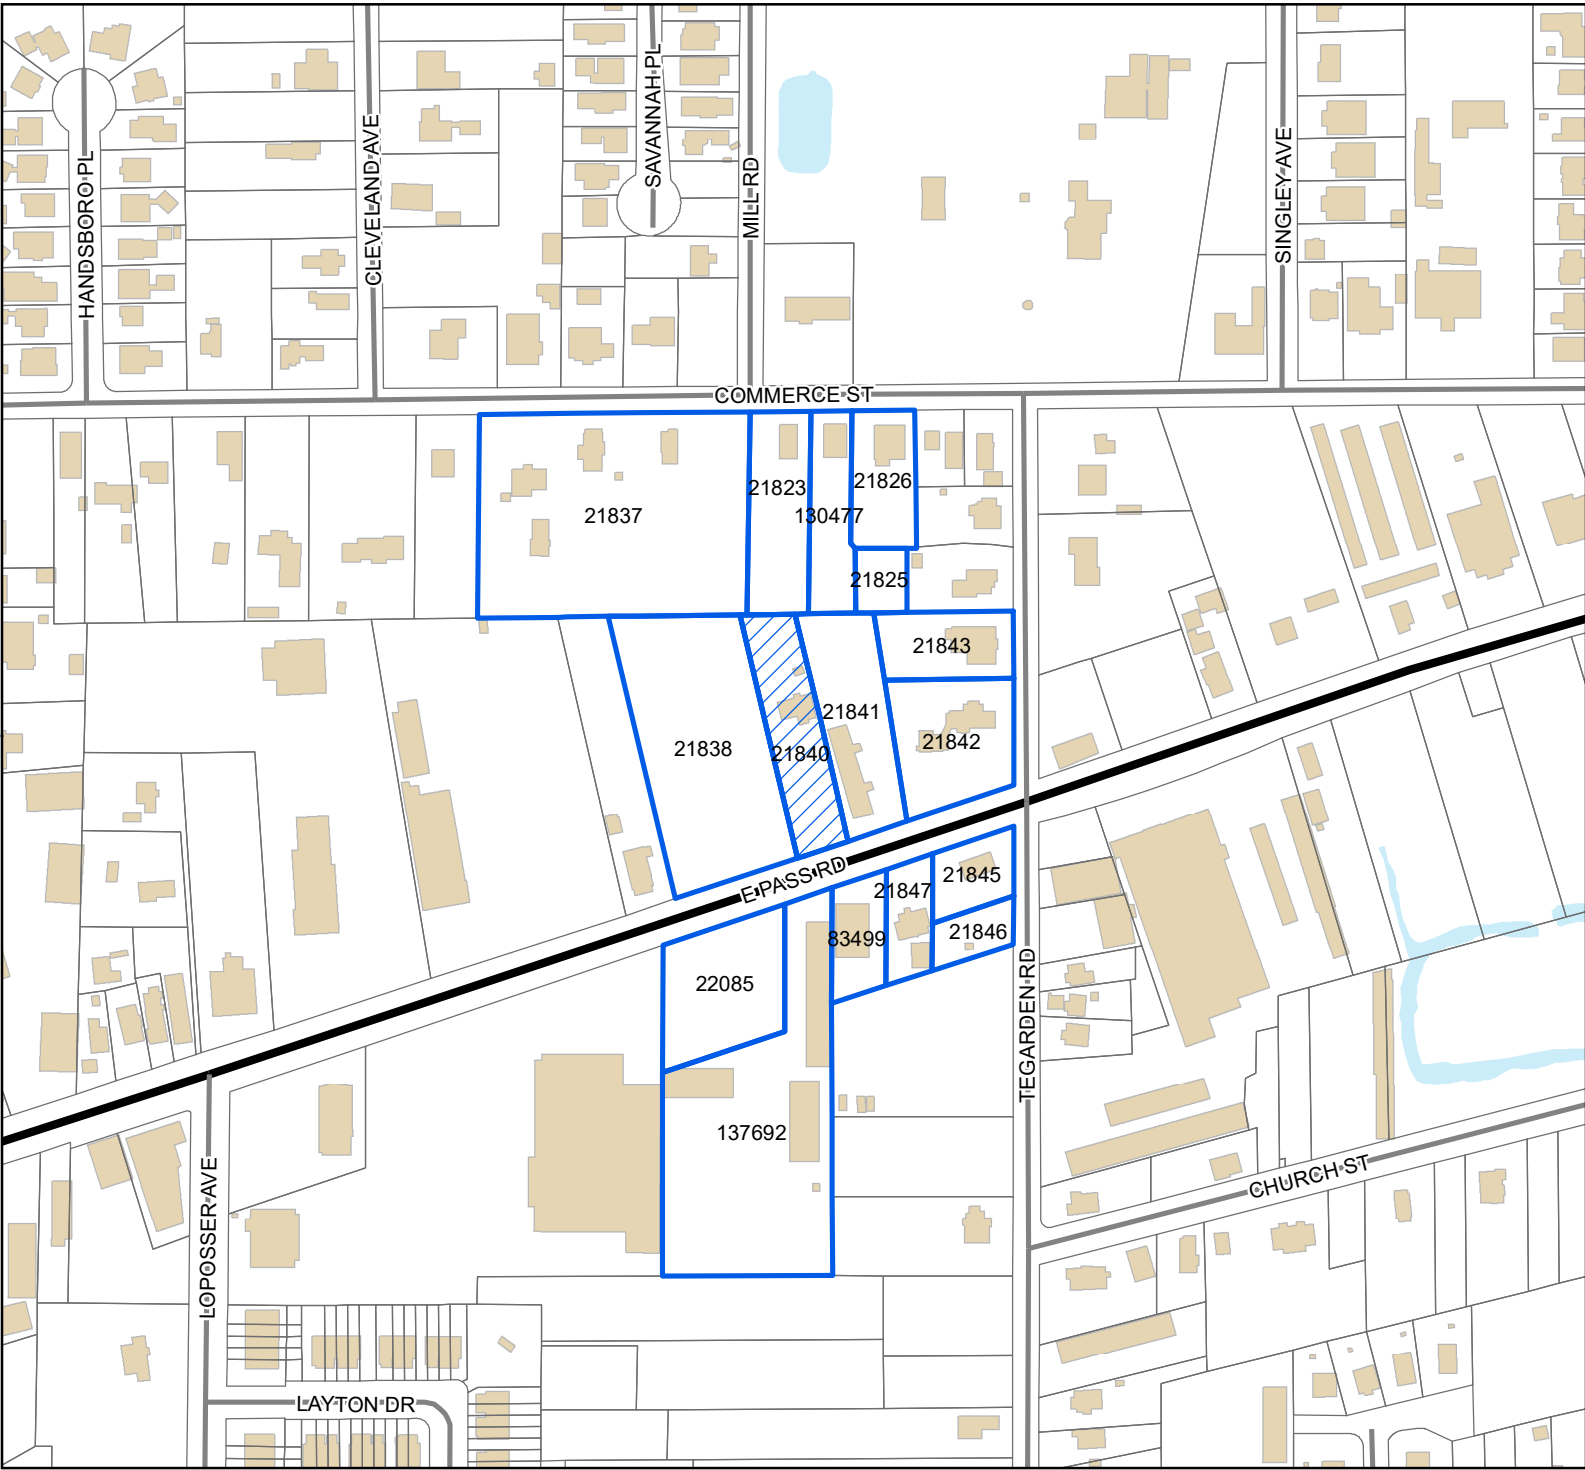 HANDSBORO PL
CLEVELAND AVE
SAVANNAH PL
MILL RD
SINGLEY AVE
COMMERCE ST
21837
21823
130477
21826
21825
21843
21841
21842
21838
21840
E PASS RD
21847
21845
21846
83499
22085
137692
TEGARDEN RD
CHURCH ST
LOPOSSER AVE
LAYTON DR